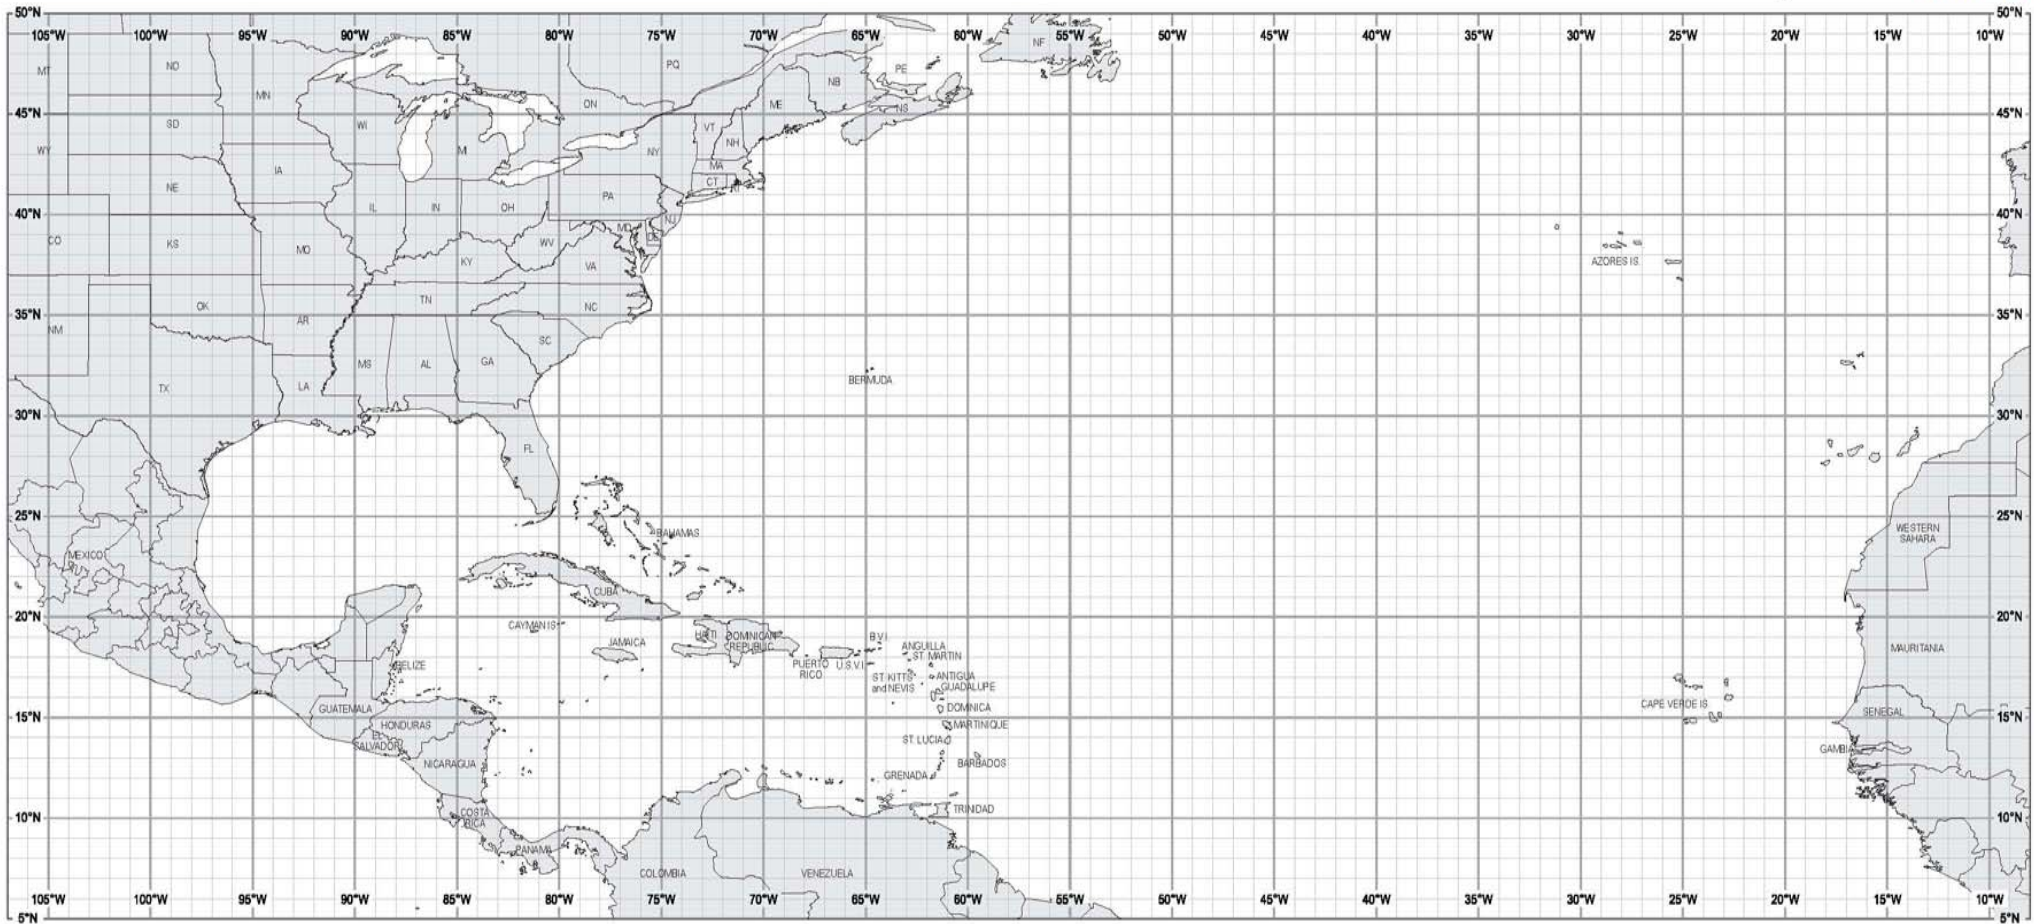 50°N 50°N
105°W 100°W 95°W 90°W 85°W 80°W 75°W 70°W 65°W 60°W 55°W 50°W 45°W 40°W 35°W 30°W 25°W 20°W 15°W 10°W
NF
MT ND PQ PE
MN NB
ON ME NS
45°N 45°N
SD WI VT
NH
WY MI NY
MA
IA
CT RI
NE PA
IL IN OH
40°N 40°N
NJ
MD
CO KS MO WV DE
KY VA AZORES IS.
TN
OK NC
35°N 35°N
AR
NM SC
MS AL GA
BERMUDA
TX LA
30°N 30°N
FL
25°N 25°N
BAHAMAS WESTERN
SAHARA
MEXICO
CUBA
20°N 20°N
CAYMAN IS.
HAITI DOMINICAN
REPUBLIC
B.V.I.
JAMAICA ANGUILLA MAURITANIA
ST. MARTIN
BELIZE PUERTO
RICO
U.S.V.I.
ST. KITTS
and NEVIS
ANTIGUA
GUADALUPE
GUATEMALA DOMNICA CAPE VERDE IS. SENEGAL
15°N 15°N
HONDURAS MARTINIQUE
EL
SALVADOR
ST. LUCIA
GAMBIA
NICARAGUA BARBADOS
GRENADA
COSTA
RICA
TRINIDAD
10°N 10°N
PANAMA
COLOMBIA VENEZUELA
105°W 100°W 95°W 90°W 85°W 80°W 75°W 70°W 65°W 60°W 55°W 50°W 45°W 40°W 35°W 30°W 25°W 20°W 15°W 10°W
5°N 5°N